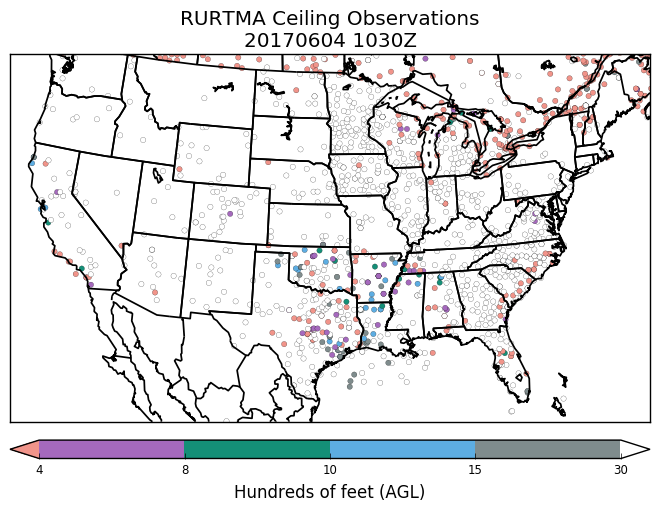 RURTMA Ceiling Observations
20170604 1030Z
4 8 10 15 30
Hundreds of feet (AGL)